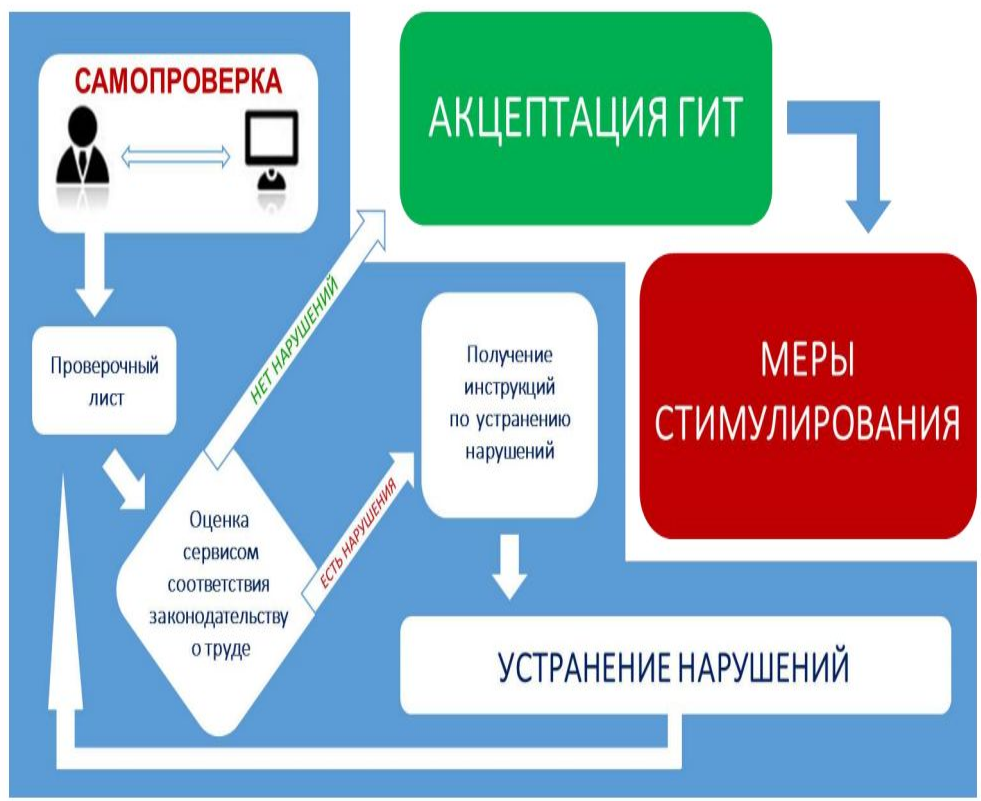 САМОПРОВЕРКА
АКЦЕПТАЦИЯ ГИТ
МЕРЫ
СТИМУЛИРОВАНИЯ
Проверочный
лист
НЕТ НАРУШЕНИЙ
Оценка
сервисом
соответствия
законодательству
о труде
ЕСТЬ НАРУШЕНИЯ
Получение
инструкций
по устранению
нарушений
УСТРАНЕНИЕ НАРУШЕНИЙ